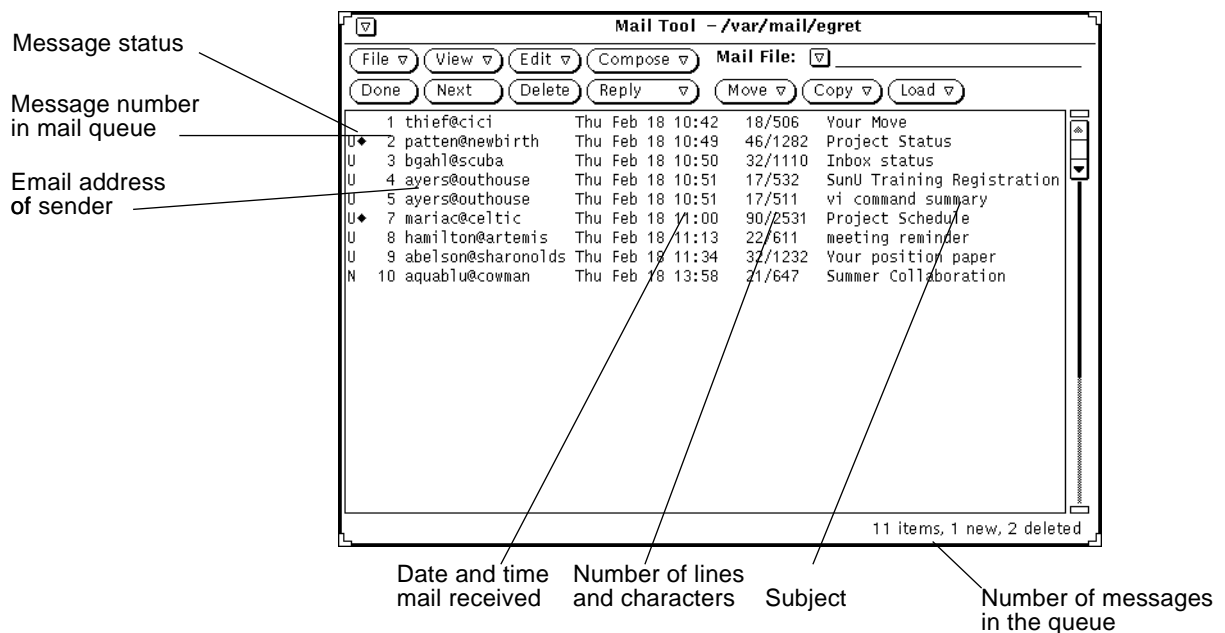 Mail Tool - /var/mail/egret
File View Edit Compose Mail File:
Done Next Delete Reply Move Copy Load
1 thief@cici Thu Feb 18 10:42 18/506 Your Move
U◆ 2 patten@newbirth Thu Feb 18 10:49 46/1282 Project Status
U 3 bgahl@scuba Thu Feb 18 10:50 32/1110 Inbox status
U 4 ayers@outhouse Thu Feb 18 10:51 17/532 SunU Training Registration
U 5 ayers@outhouse Thu Feb 18 10:51 17/511 vi command summary
U◆ 7 mariac@celtic Thu Feb 18 11:00 90/2531 Project Schedule
U 8 hamilton@artemis Thu Feb 18 11:13 22/611 meeting reminder
U 9 abelson@sharonolds Thu Feb 18 11:34 32/1232 Your position paper
N 10 aquablu@cowman Thu Feb 18 13:58 21/647 Summer Collaboration
11 items, 1 new, 2 deleted
Message status
Message number
in mail queue
Email address
of sender
Date and time
mail received
Number of lines
and characters
Subject
Number of messages
in the queue